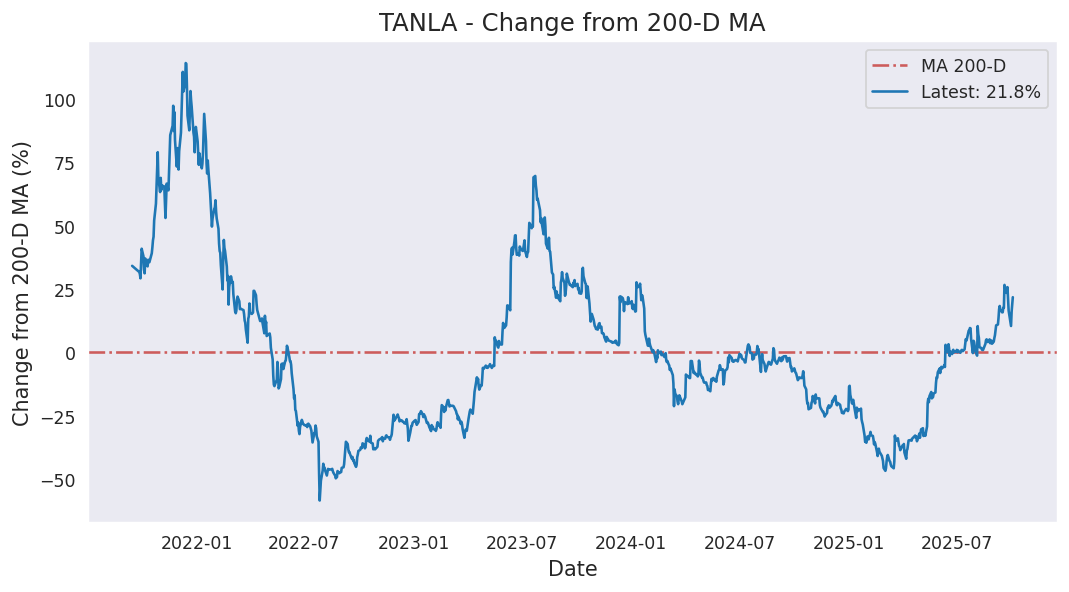 TANLA - Change from 200-D MA
MA 200-D
Latest: 21.8%
Change from 200-D MA (%)
100
75
50
25
0
−25
−50
2022-01 2022-07 2023-01 2023-07 2024-01 2024-07 2025-01 2025-07
Date